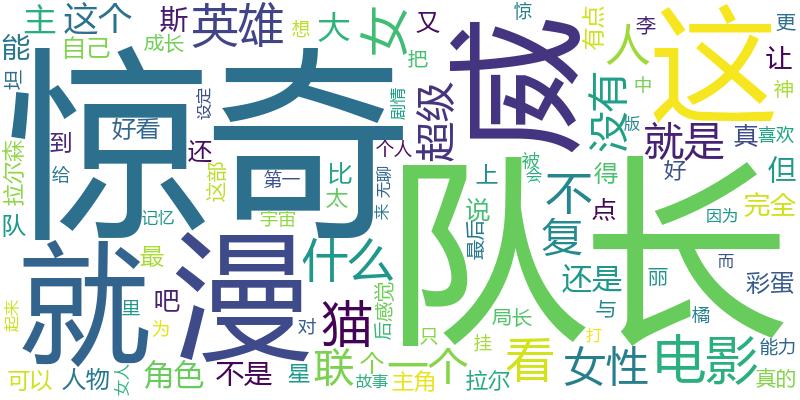 主 这个 斯 英雄 大 女 又 惊 有点 李 更
能 自己 成长 想 把 人 中 让 神
坦 惊奇 设定 剧情 超级 威 没有 版 这
拉尔森 到 好看 还 个人 就是 真 喜欢
给 这部 第一 比 无聊 上 被 会 不 得 好 但
队 记忆 宇宙 太 来 最后 说 复 点 因为 完全
就 最 漫 什么 队长 还是 丽 而 彩蛋
里 吧 猫 后 感觉 局长 与 橘
起来 为 对 只 挂 打 能力
可以 人物 女人 角色 不是 星 联 个 一个 看 女性 电影 真的
故事 主角 拉尔